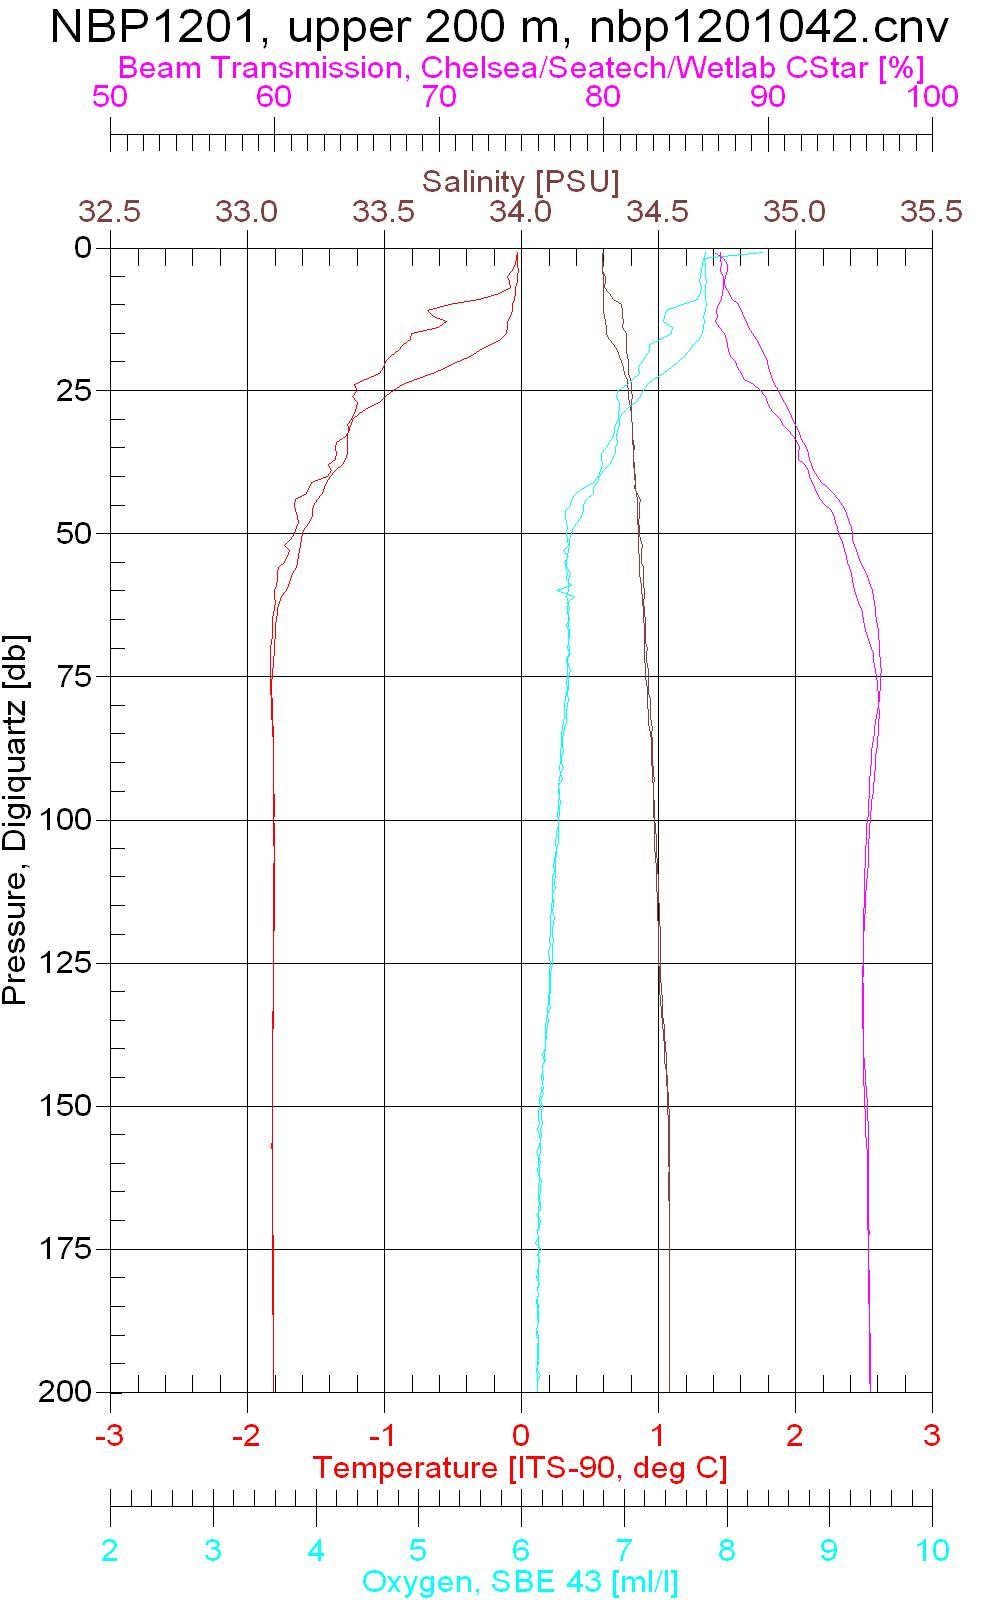 NBP1201, upper 200 m, nbp1201042.cnv
Beam Transmission, Chelsea/Seatech/Wetlab CStar [%]
50 60 70 80 90 100
Salinity [PSU]
32.5 33.0 33.5 34.0 34.5 35.0 35.5
0
25
50
75
100
125
150
175
200
Pressure, Digiquartz [db]
-3 -2 -1 0 1 2 3
Temperature [ITS-90, deg C]
2 3 4 5 6 7 8 9 10
Oxygen, SBE 43 [ml/l]